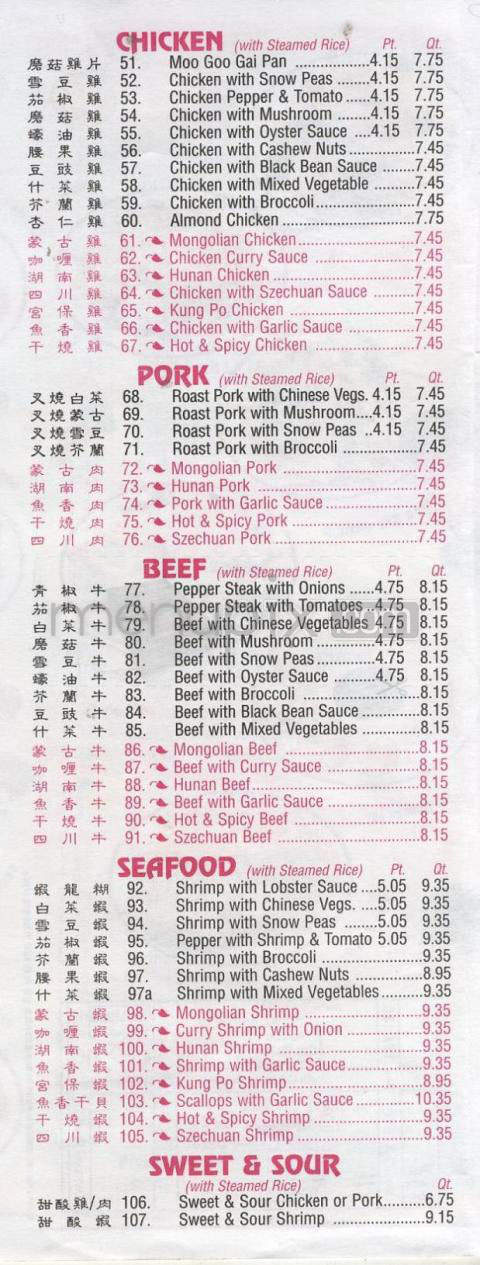 CHICKEN (with Steamed Rice) Pt. Qt.
蘑菇雞片 51. Moo Goo Gai Pan ..................4.15 7.75
雪豆雞 52. Chicken with Snow Peas .......4.15 7.75
茄椒雞 53. Chicken Pepper & Tomato ......4.15 7.75
蘑菇雞 54. Chicken with Mushroom ........4.15 7.75
蠔油雞 55. Chicken with Oyster Sauce ....4.15 7.75
腰果雞 56. Chicken with Cashew Nuts................7.45
豆豉雞 57. Chicken with Black Bean Sauce ........7.45
什菜雞 58. Chicken with Mixed Vegetable ..........7.45
芥蘭雞 59. Chicken with Broccoli........................7.45
杏仁雞 60. Almond Chicken.................................7.75
蒙古雞 61. Mongolian Chicken.............................7.45
咖喱雞 62. Chicken Curry Sauce .........................7.45
湖南雞 63. Hunan Chicken ..................................7.45
四川雞 64. Chicken with Szechuan Sauce ..........7.45
宮保雞 65. Kung Po Chicken ..............................7.45
魚香雞 66. Chicken with Garlic Sauce ................7.45
干燒雞 67. Hot & Spicy Chicken .........................7.45
PORK (with Steamed Rice) Pt. Qt.
叉燒白菜 68. Roast Pork with Chinese Vegs. 4.15 7.45
叉燒蒙古 69. Roast Pork with Mushroom....4.15 7.45
叉燒雪豆 70. Roast Pork with Snow Peas ..4.15 7.45
叉燒芥蘭 71. Roast Pork with Broccoli ..................7.45
蒙古肉 72. Mongolian Pork ................................7.45
湖南肉 73. Hunan Pork ......................................7.45
魚香肉 74. Pork with Garlic Sauce......................7.45
干燒肉 75. Hot & Spicy Pork ..............................7.45
四川肉 76. Szechuan Pork ..................................7.45
BEEF (with Steamed Rice) Pt. Qt.
青椒牛 77. Pepper Steak with Onions ......4.75 8.15
茄椒牛 78. Pepper Steak with Tomatoes ..4.75 8.15
白菜牛 79. Beef with Chinese Vegetables 4.75 8.15
蘑菇牛 80. Beef with Mushroom ..............4.75 8.15
雪豆牛 81. Beef with Snow Peas..............4.75 8.15
蠔油牛 82. Beef with Oyster Sauce ..........4.75 8.15
芥蘭牛 83. Beef with Broccoli .............................8.15
豆豉牛 84. Beef with Black Bean Sauce ..............8.15
什菜牛 85. Beef with Mixed Vegetables ..............8.15
蒙古牛 86. Mongolian Beef .................................8.15
咖喱牛 87. Beef with Curry Sauce .......................8.15
湖南牛 88. Hunan Beef........................................8.15
魚香牛 89. Beef with Garlic Sauce .......................8.15
干燒牛 90. Hot & Spicy Beef ...............................8.15
四川牛 91. Szechuan Beef ...................................8.15
SEAFOOD (with Steamed Rice) Pt. Qt.
蝦龍糊 92. Shrimp with Lobster Sauce ....5.05 9.35
白菜蝦 93. Shrimp with Chinese Vegs. ....5.05 9.35
雪豆蝦 94. Shrimp with Snow Peas ........5.05 9.35
茄椒蝦 95. Pepper with Shrimp & Tomato 5.05 9.35
芥蘭蝦 96. Shrimp with Broccoli .........................9.35
腰果蝦 97. Shrimp with Cashew Nuts ................8.95
什菜蝦 97a Shrimp with Mixed Vegetables..........9.35
蒙古蝦 98. Mongolian Shrimp .............................9.35
咖喱蝦 99. Curry Shrimp with Onion ...................9.35
湖南蝦 100. Hunan Shrimp ..................................9.35
魚香蝦 101. Shrimp with Garlic Sauce..................9.35
宮保蝦 102. Kung Po Shrimp................................8.95
魚香干貝 103. Scallops with Garlic Sauce .............10.35
干燒蝦 104. Hot & Spicy Shrimp ..........................9.35
四川蝦 105. Szechuan Shrimp..............................9.35
SWEET & SOUR
(with Steamed Rice) Qt.
甜酸雞/肉 106. Sweet & Sour Chicken or Pork..........6.75
甜酸蝦 107. Sweet & Sour Shrimp ......................9.15